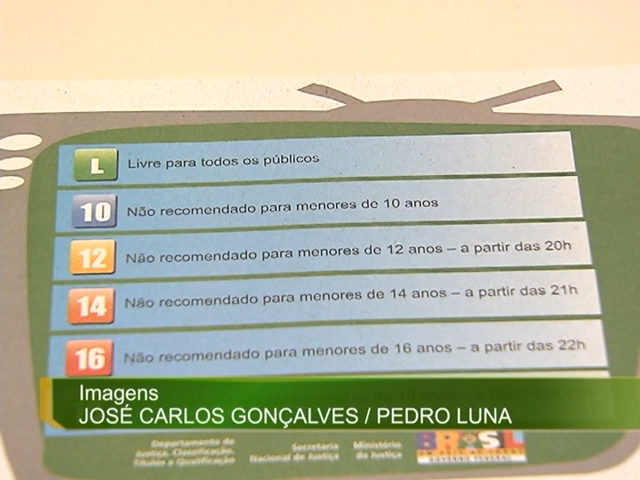 L Livre para todos os públicos
10 Não recomendado para menores de 10 anos
12 Não recomendado para menores de 12 anos – a partir das 20h
14 Não recomendado para menores de 14 anos – a partir das 21h
16 Não recomendado para menores de 16 anos – a partir das 22h
Imagens
JOSÉ CARLOS GONÇALVES / PEDRO LUNA
Departamento de
Justiça, Classificação,
Títulos e Qualificação
Secretaria
Nacional de Justiça
Ministério
da Justiça
BRASIL
GOVERNO FEDERAL